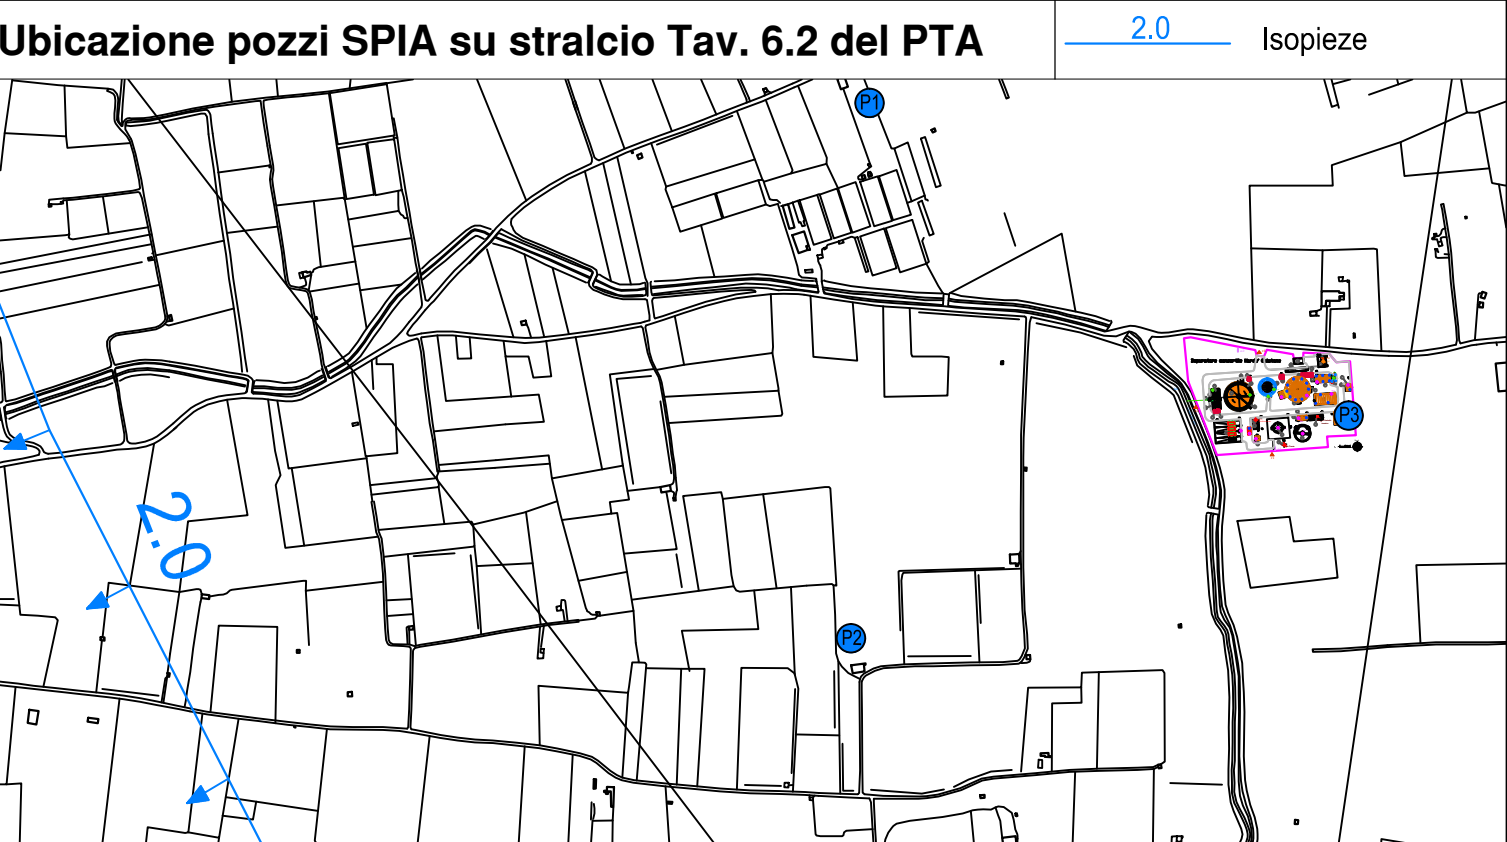 Ubicazione pozzi SPIA su stralcio Tav. 6.2 del PTA
2.0 Isopieze
P1
P3
2.0
P2